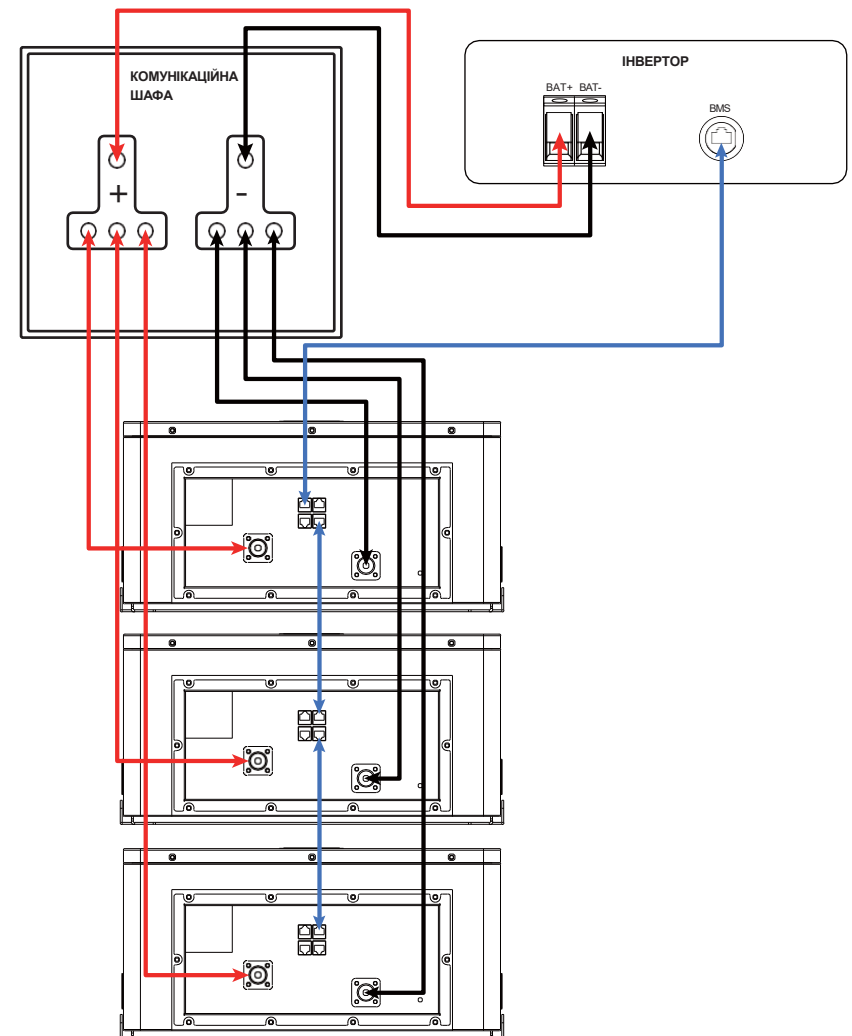 КОМУНІКАЦІЙНА
ШАФА
ІНВЕРТОР
BAT+ BAT-
BMS
+ -